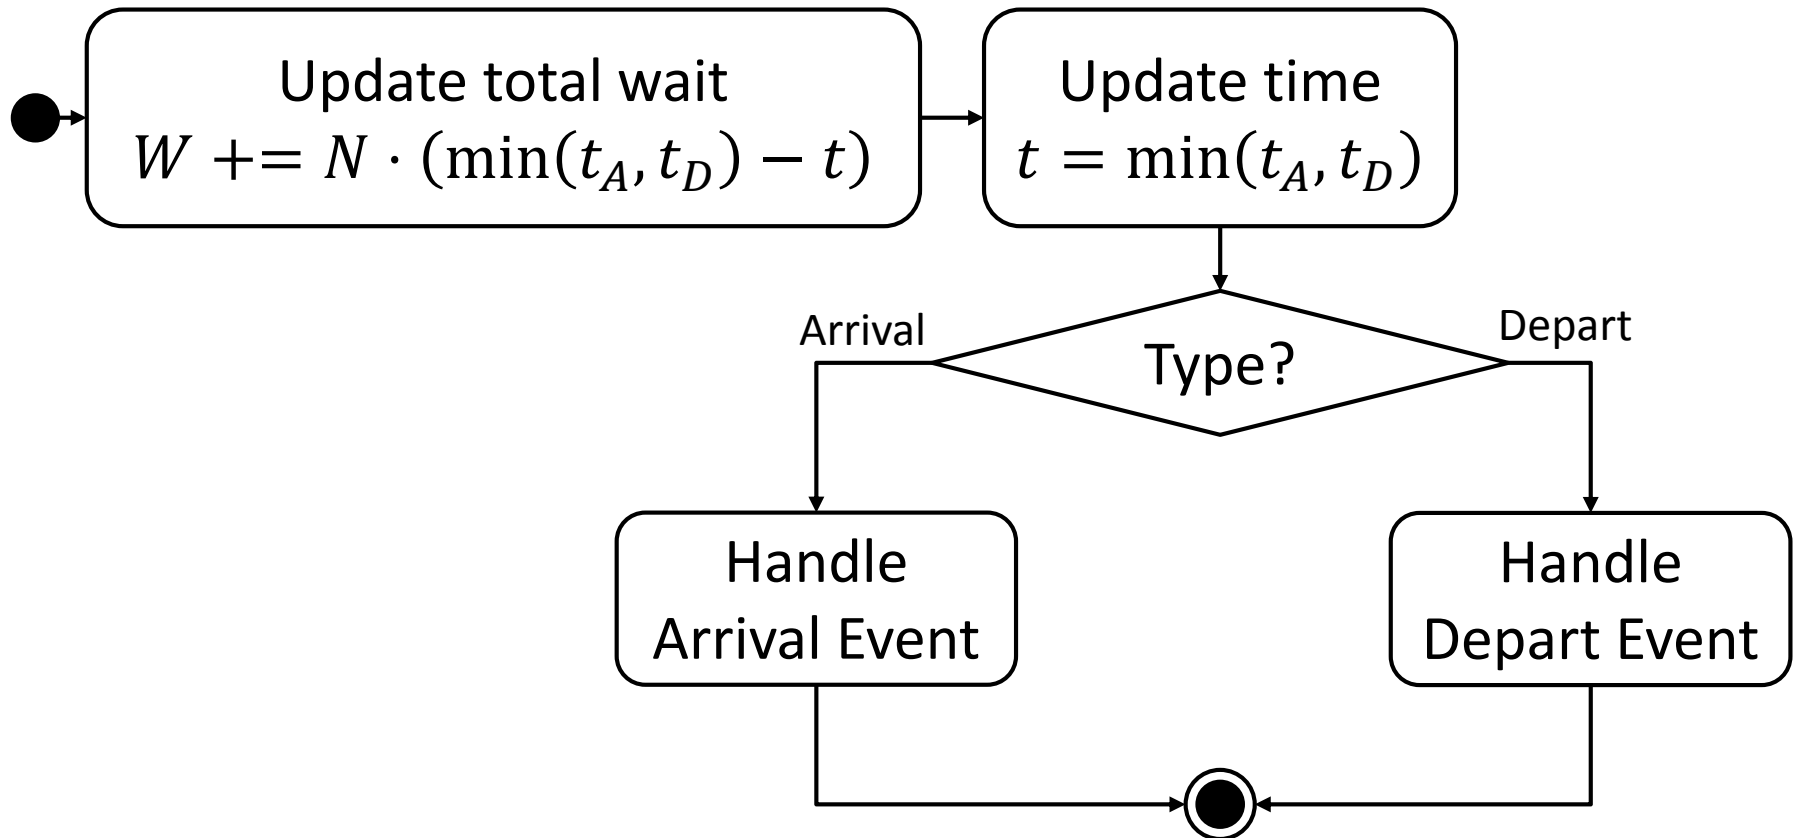 Update total wait
W += N · (min(t_A, t_D) − t)
Update time
t = min(t_A, t_D)
Arrival
Type?
Depart
Handle
Arrival Event
Handle
Depart Event